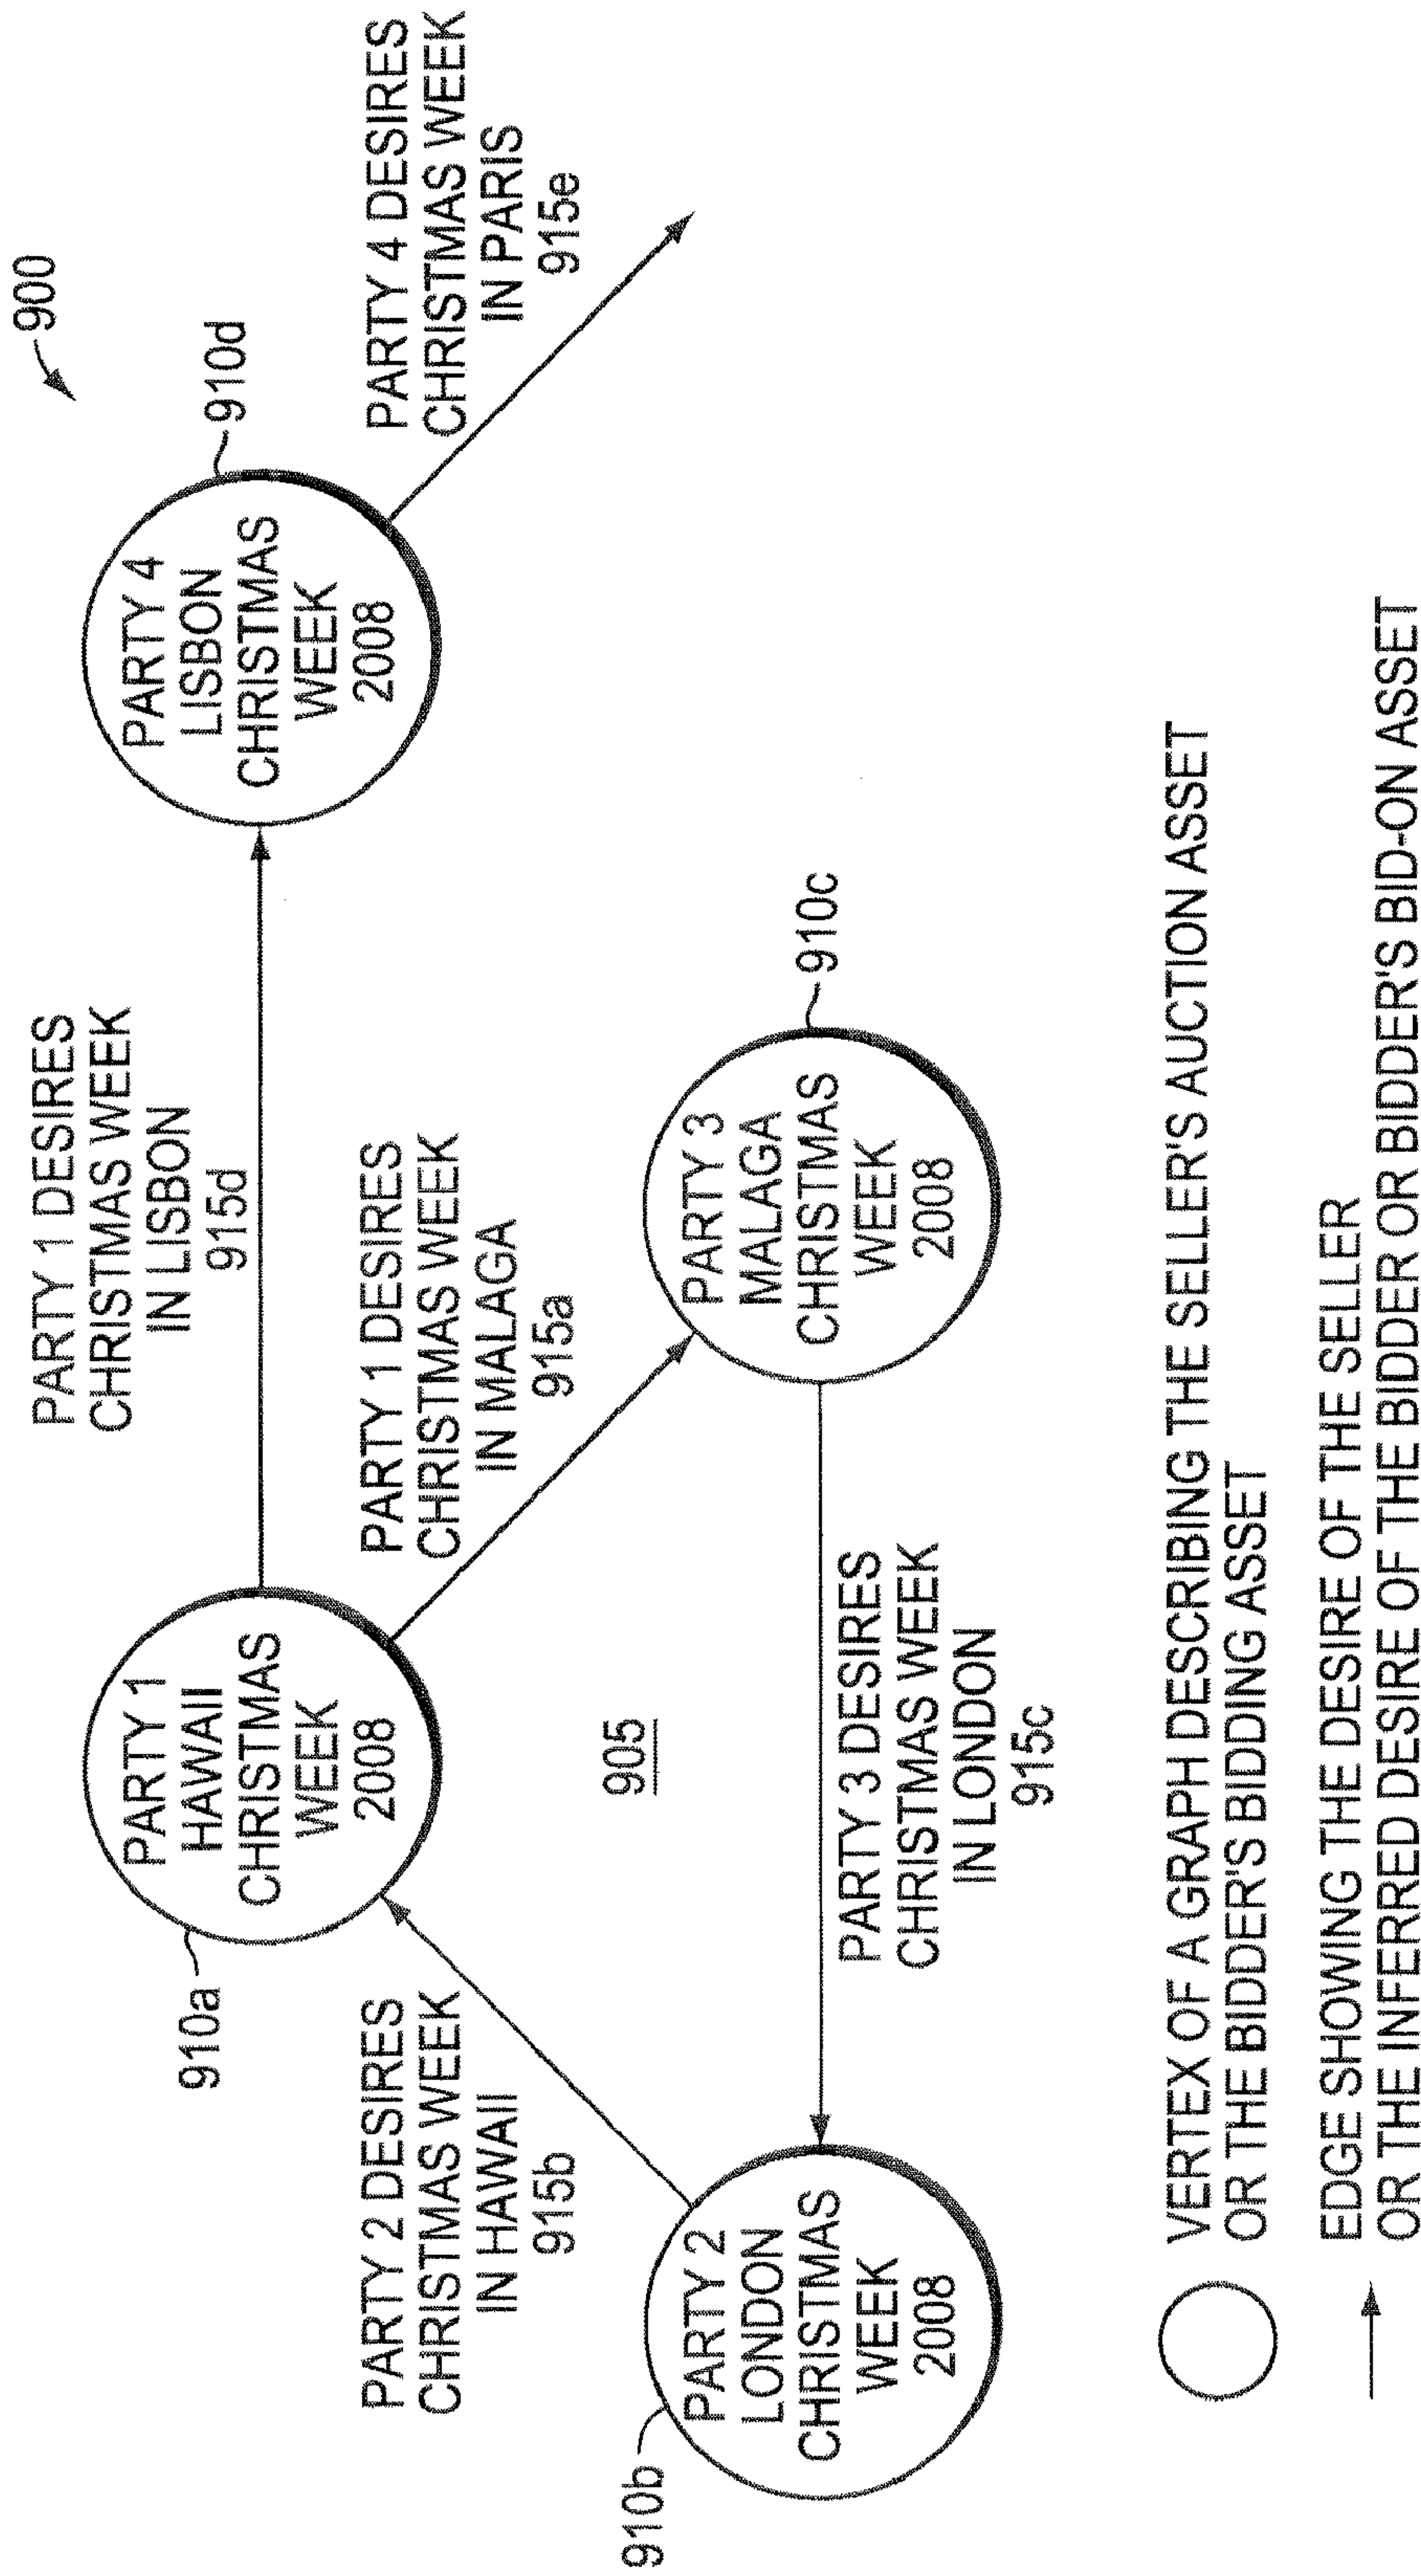 900
PARTY 1 DESIRES
CHRISTMAS WEEK
IN LISBON
915d
910a
PARTY 1
HAWAII
CHRISTMAS
WEEK
2008
910d
PARTY 4
LISBON
CHRISTMAS
WEEK
2008
PARTY 2 DESIRES
CHRISTMAS WEEK
IN HAWAII
915b
PARTY 1 DESIRES
CHRISTMAS WEEK
IN MALAGA
915a
PARTY 4 DESIRES
CHRISTMAS WEEK
IN PARIS
915e
905
910b
PARTY 2
LONDON
CHRISTMAS
WEEK
2008
910c
PARTY 3
MALAGA
CHRISTMAS
WEEK
2008
PARTY 3 DESIRES
CHRISTMAS WEEK
IN LONDON
915c
VERTEX OF A GRAPH DESCRIBING THE SELLER'S AUCTION ASSET
OR THE BIDDER'S BIDDING ASSET
EDGE SHOWING THE DESIRE OF THE SELLER
OR THE INFERRED DESIRE OF THE BIDDER OR BIDDER'S BID-ON ASSET